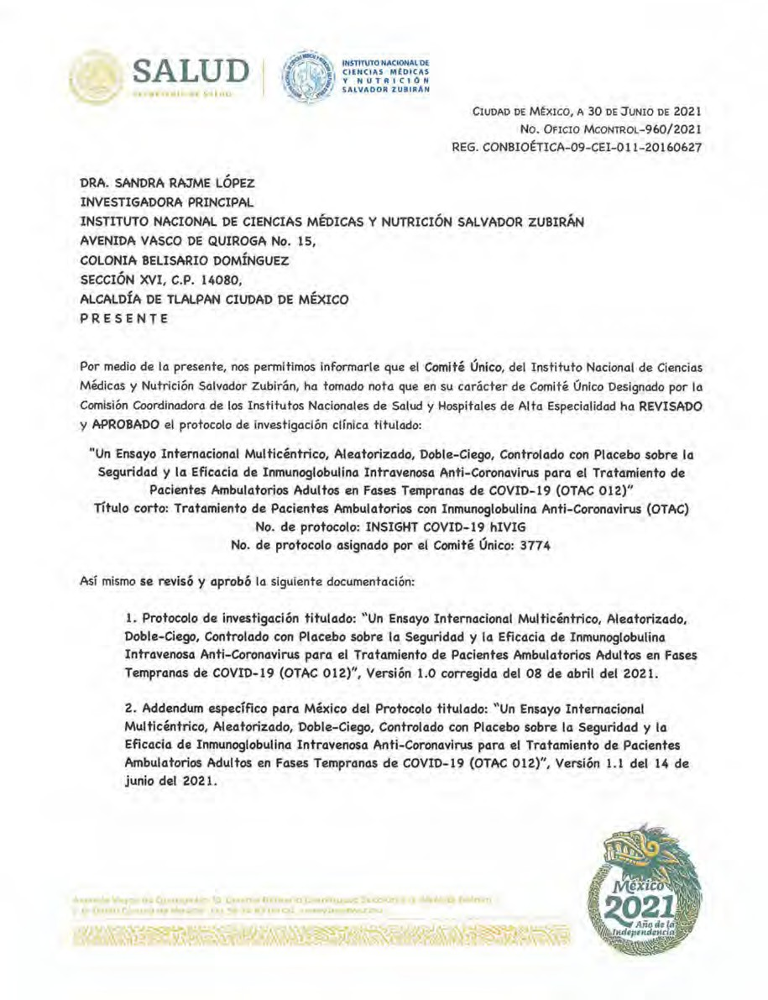 SALUD
SECRETARÍA DE SALUD
INSTITUTO NACIONAL DE
CIENCIAS MÉDICAS
Y NUTRICIÓN
SALVADOR ZUBIRÁN
CIUDAD DE MÉXICO, A 30 DE JUNIO DE 2021
NO. OFICIO MCONTROL-960/2021
REG. CONBIOÉTICA-09-CEI-011-20160627
DRA. SANDRA RAJME LÓPEZ
INVESTIGADORA PRINCIPAL
INSTITUTO NACIONAL DE CIENCIAS MÉDICAS Y NUTRICIÓN SALVADOR ZUBIRÁN
AVENIDA VASCO DE QUIROGA No. 15,
COLONIA BELISARIO DOMÍNGUEZ
SECCIÓN XVI, C.P. 14080,
ALCALDÍA DE TLALPAN CIUDAD DE MÉXICO
P R E S E N T E
Por medio de la presente, nos permitimos informarle que el Comité Único, del Instituto Nacional de Ciencias
Médicas y Nutrición Salvador Zubirán, ha tomado nota que en su carácter de Comité Único Designado por la
Comisión Coordinadora de los Institutos Nacionales de Salud y Hospitales de Alta Especialidad ha REVISADO
y APROBADO el protocolo de investigación clínica titulado:
"Un Ensayo Internacional Multicéntrico, Aleatorizado, Doble-Ciego, Controlado con Placebo sobre la
Seguridad y la Eficacia de Inmunoglobulina Intravenosa Anti-Coronavirus para el Tratamiento de
Pacientes Ambulatorios Adultos en Fases Tempranas de COVID-19 (OTAC 012)"
Título corto: Tratamiento de Pacientes Ambulatorios con Inmunoglobulina Anti-Coronavirus (OTAC)
No. de protocolo: INSIGHT COVID-19 hIVIG
No. de protocolo asignado por el Comité Único: 3774
Así mismo se revisó y aprobó la siguiente documentación:
1. Protocolo de investigación titulado: "Un Ensayo Internacional Multicéntrico, Aleatorizado,
Doble-Ciego, Controlado con Placebo sobre la Seguridad y la Eficacia de Inmunoglobulina
Intravenosa Anti-Coronavirus para el Tratamiento de Pacientes Ambulatorios Adultos en Fases
Tempranas de COVID-19 (OTAC 012)", Versión 1.0 corregida del 08 de abril del 2021.
2. Addendum específico para México del Protocolo titulado: "Un Ensayo Internacional
Multicéntrico, Aleatorizado, Doble-Ciego, Controlado con Placebo sobre la Seguridad y la
Eficacia de Inmunoglobulina Intravenosa Anti-Coronavirus para el Tratamiento de Pacientes
Ambulatorios Adultos en Fases Tempranas de COVID-19 (OTAC 012)", Versión 1.1 del 14 de
junio del 2021.
México
2021
Año de la
Independencia